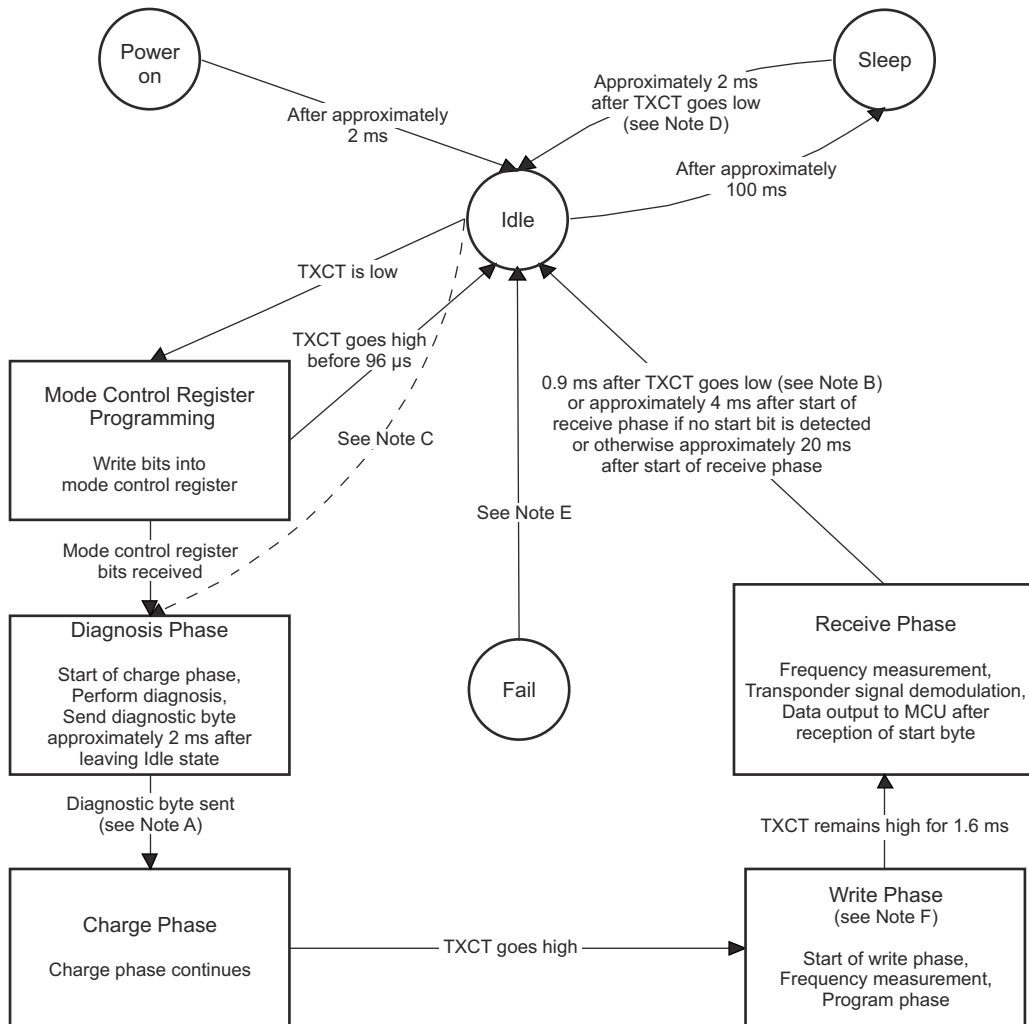 Power
on
Sleep
After approximately
2 ms
Approximately 2 ms
after TXCT goes low
(see Note D)
After approximately
100 ms
Idle
TXCT is low
TXCT goes high
before 96 µs
Mode Control Register
Programming
Write bits into
mode control register
See Note C
0.9 ms after TXCT goes low (see Note B)
or approximately 4 ms after start of
receive phase if no start bit is detected
or otherwise approximately 20 ms
after start of receive phase
See Note E
Mode control register
bits received
Diagnosis Phase
Start of charge phase,
Perform diagnosis,
Send diagnostic byte
approximately 2 ms after
leaving Idle state
Fail
Receive Phase
Frequency measurement,
Transponder signal demodulation,
Data output to MCU after
reception of start byte
Diagnostic byte sent
(see Note A)
TXCT remains high for 1.6 ms
Charge Phase
Charge phase continues
TXCT goes high
Write Phase
(see Note F)
Start of write phase,
Frequency measurement,
Program phase